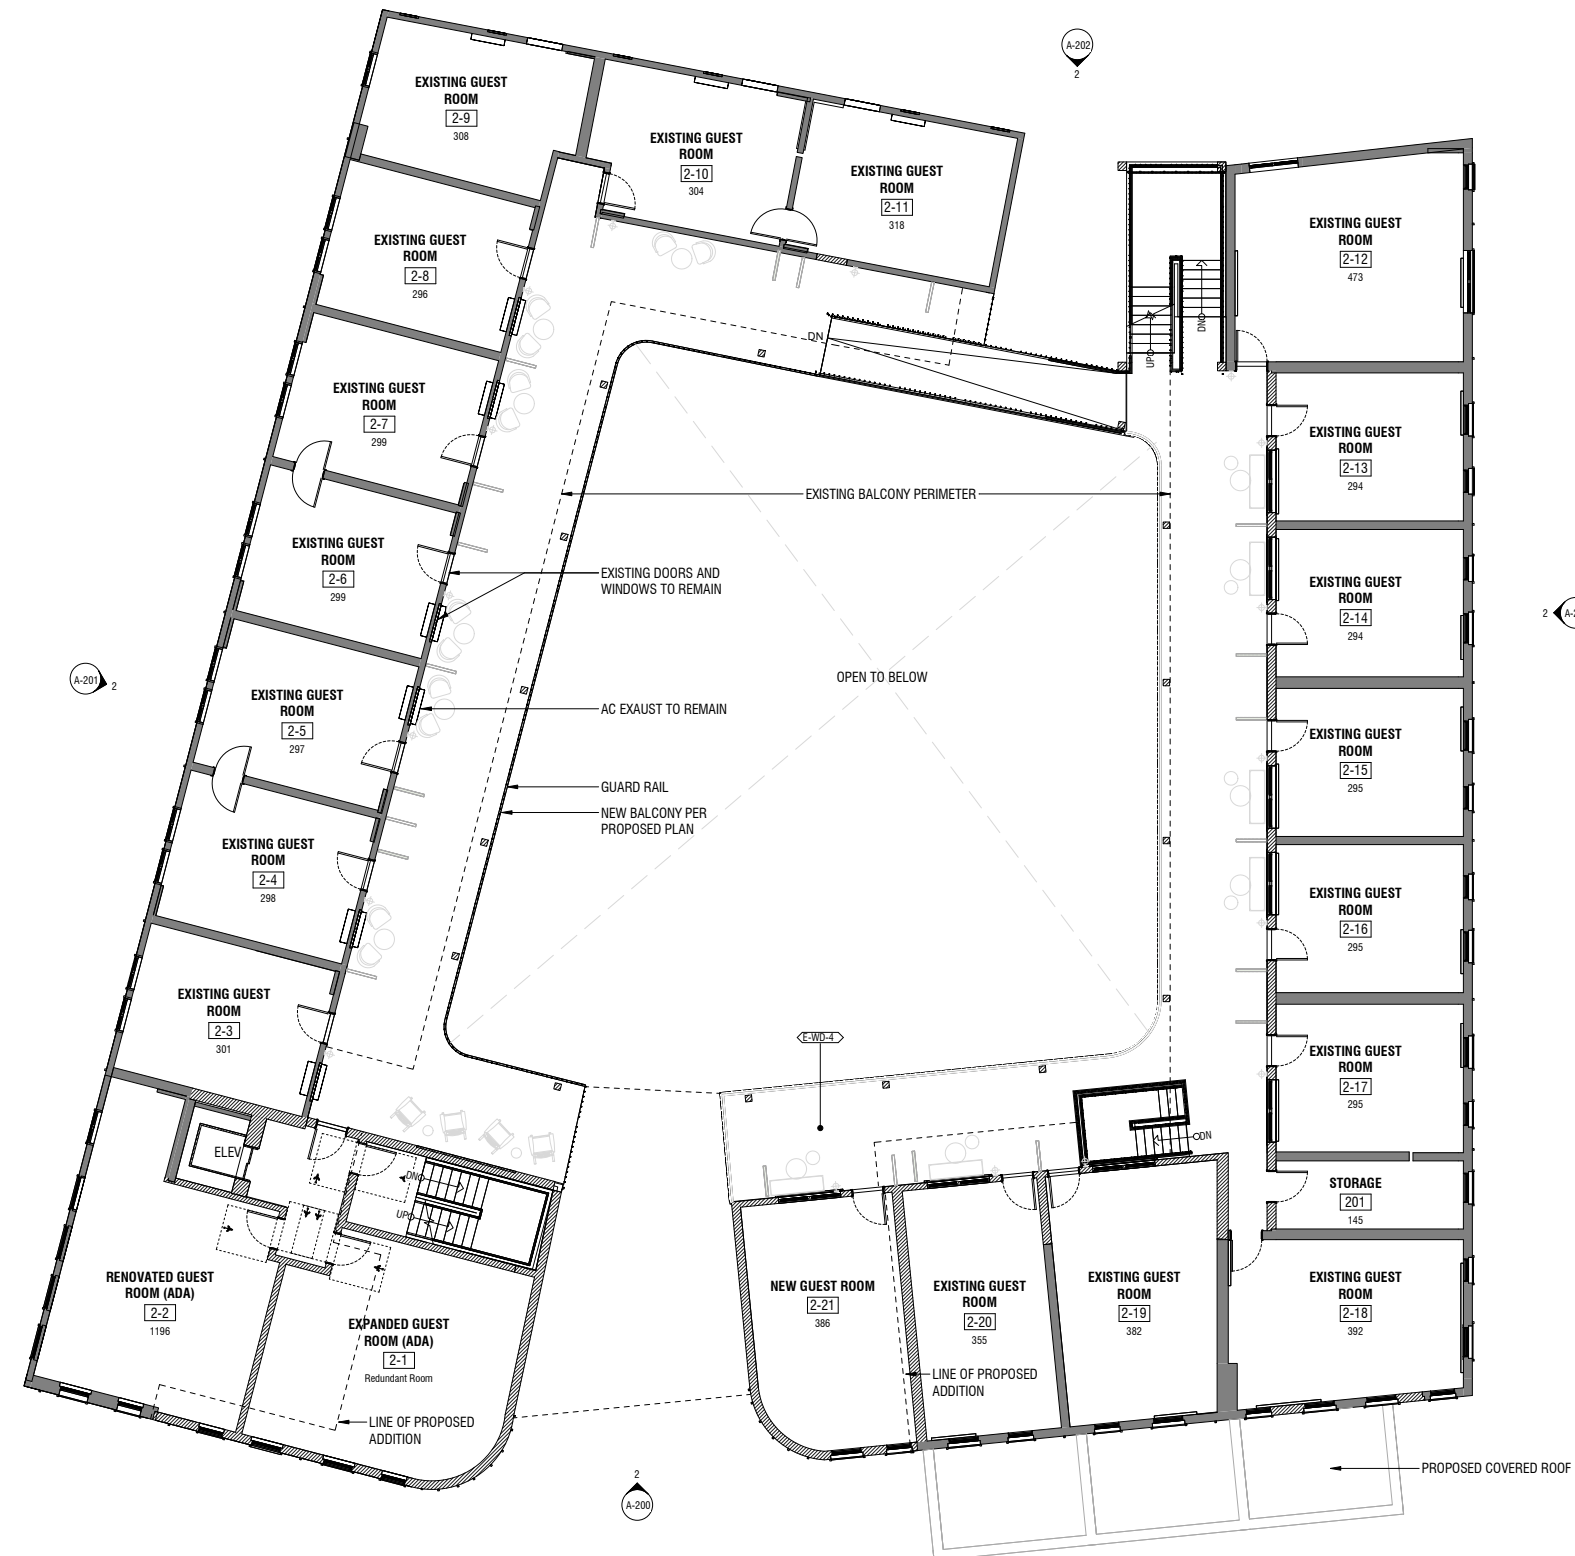 A-202
2
EXISTING GUEST
ROOM
2-9
308
EXISTING GUEST
ROOM
2-10
304
EXISTING GUEST
ROOM
2-11
318
EXISTING GUEST
ROOM
2-12
473
EXISTING GUEST
ROOM
2-8
296
DN
UP
DN
EXISTING GUEST
ROOM
2-7
299
EXISTING GUEST
ROOM
2-13
294
EXISTING BALCONY PERIMETER
EXISTING GUEST
ROOM
2-6
299
EXISTING DOORS AND
WINDOWS TO REMAIN
EXISTING GUEST
ROOM
2-14
294
2
A-201
2
OPEN TO BELOW
EXISTING GUEST
ROOM
2-5
297
AC EXAUST TO REMAIN
EXISTING GUEST
ROOM
2-15
295
GUARD RAIL
NEW BALCONY PER
PROPOSED PLAN
EXISTING GUEST
ROOM
2-4
298
EXISTING GUEST
ROOM
2-16
295
EXISTING GUEST
ROOM
2-3
301
E-WD-4
EXISTING GUEST
ROOM
2-17
295
ELEV
DN
UP
DN
STORAGE
201
145
RENOVATED GUEST
ROOM (ADA)
2-2
1196
EXPANDED GUEST
ROOM (ADA)
2-1
Redundant Room
NEW GUEST ROOM
2-21
386
EXISTING GUEST
ROOM
2-20
355
EXISTING GUEST
ROOM
2-19
382
EXISTING GUEST
ROOM
2-18
392
LINE OF PROPOSED
ADDITION
LINE OF PROPOSED
ADDITION
PROPOSED COVERED ROOF
2
A-200